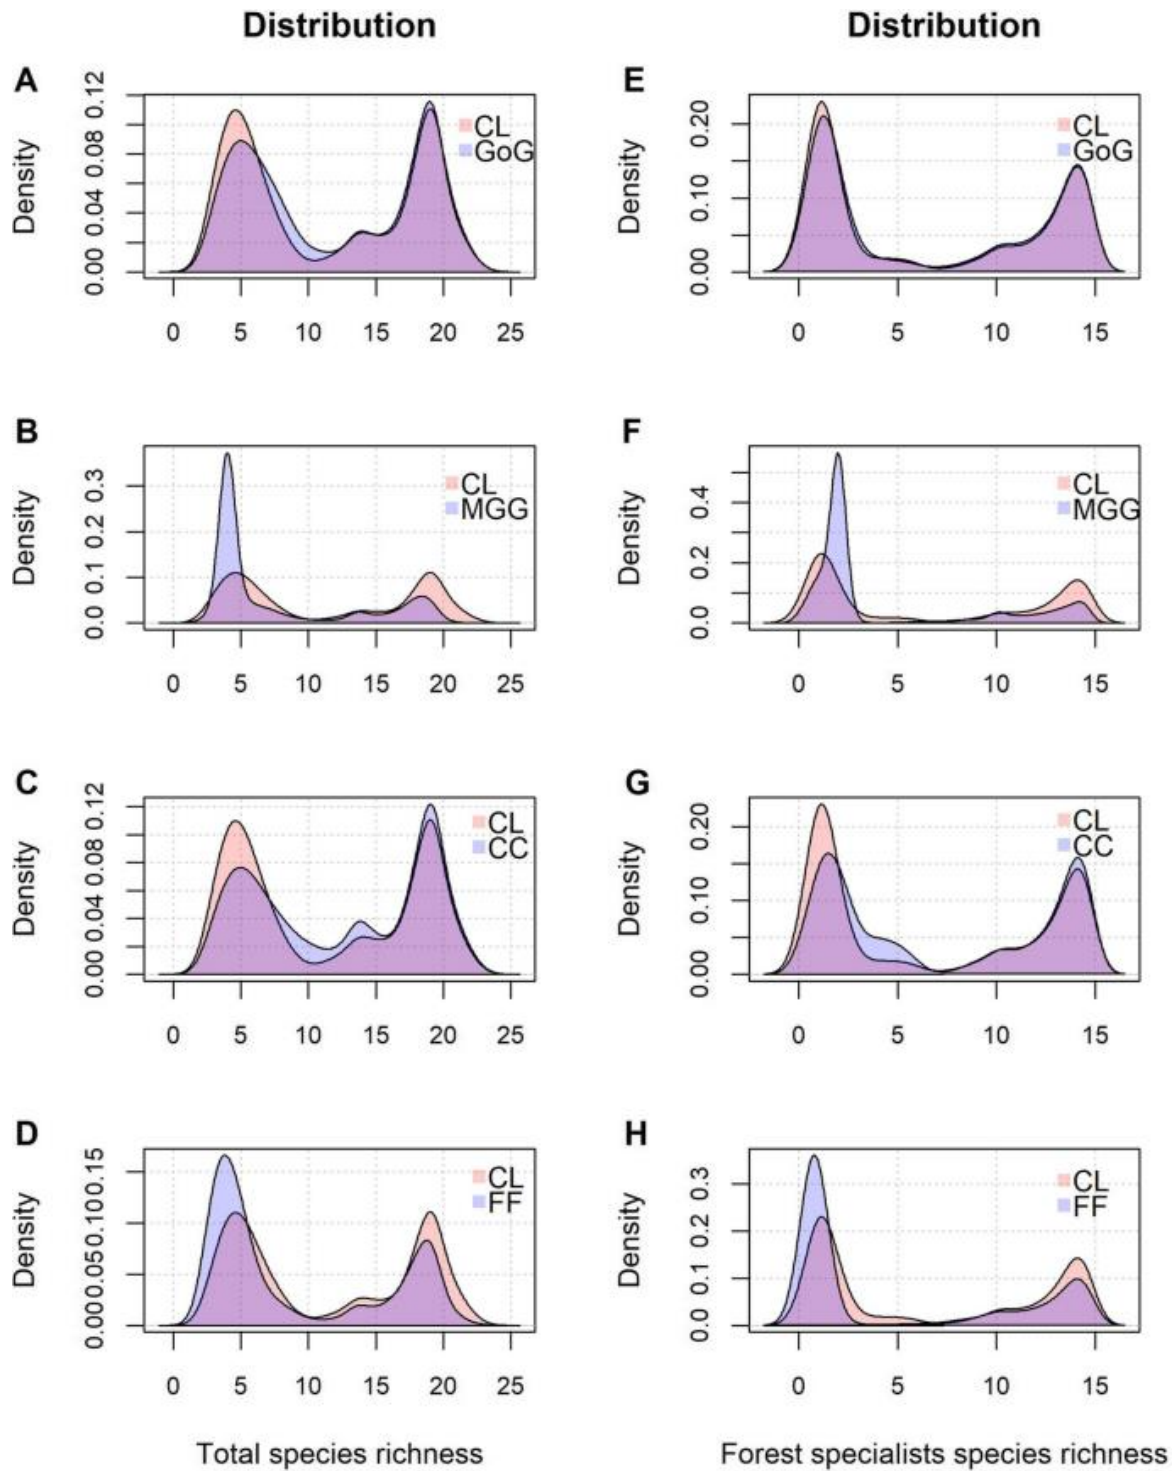 Distribution
A
Density
0.00 0.04 0.08 0.12
CL
GoG
0 5 10 15 20 25
B
Density
0.0 0.1 0.2 0.3
CL
MGG
0 5 10 15 20 25
C
Density
0.00 0.04 0.08 0.12
CL
CC
0 5 10 15 20 25
D
Density
0.00 0.05 0.10 0.15
CL
FF
0 5 10 15 20 25
Total species richness
Distribution
E
Density
0.00 0.10 0.20
CL
GoG
0 5 10 15
F
Density
0.0 0.2 0.4
CL
MGG
0 5 10 15
G
Density
0.00 0.10 0.20
CL
CC
0 5 10 15
H
Density
0.0 0.1 0.2 0.3
CL
FF
0 5 10 15
Forest specialists species richness